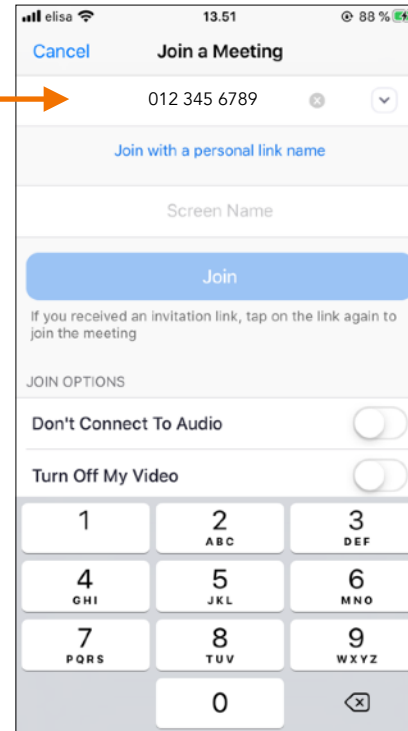 elisa 13.51 88 %
Cancel Join a Meeting
012 345 6789
Join with a personal link name
Screen Name
Join
If you received an invitation link, tap on the link again to
join the meeting
JOIN OPTIONS
Don't Connect To Audio
Turn Off My Video
1 2 3
ABC DEF
4 5 6
GHI JKL MNO
7 8 9
PQRS TUV WXYZ
0